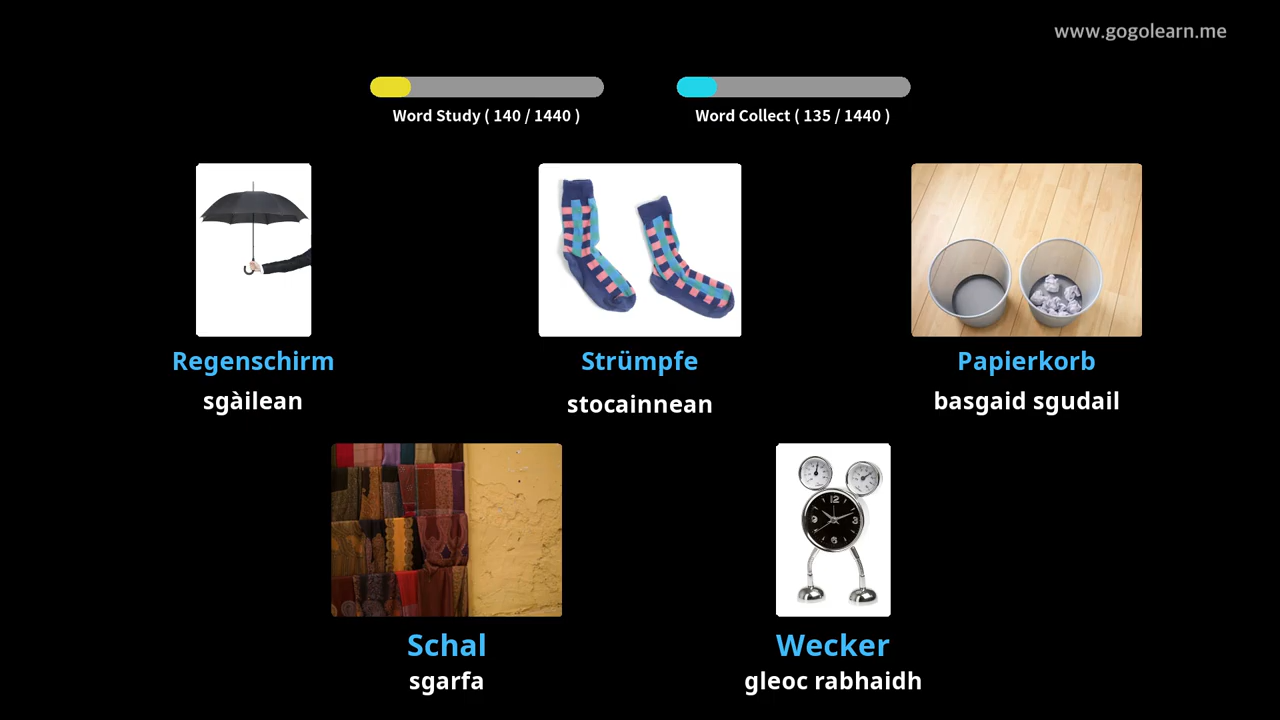 www.gogolearn.me
Word Study ( 140 / 1440 )
Word Collect ( 135 / 1440 )
Regenschirm
sgàilean
Strümpfe
stocainnean
Papierkorb
basgaid sgudail
Schal
sgarfa
Wecker
gleoc rabhaidh